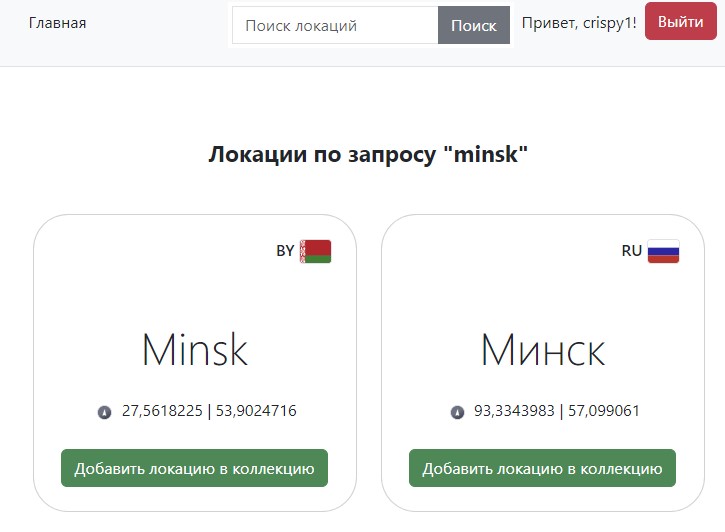 Главная
Поиск локаций
Поиск
Привет, crispy1!
Выйти
Локации по запросу "minsk"
BY
Minsk
27,5618225 | 53,9024716
Добавить локацию в коллекцию
RU
Минск
93,3343983 | 57,099061
Добавить локацию в коллекцию